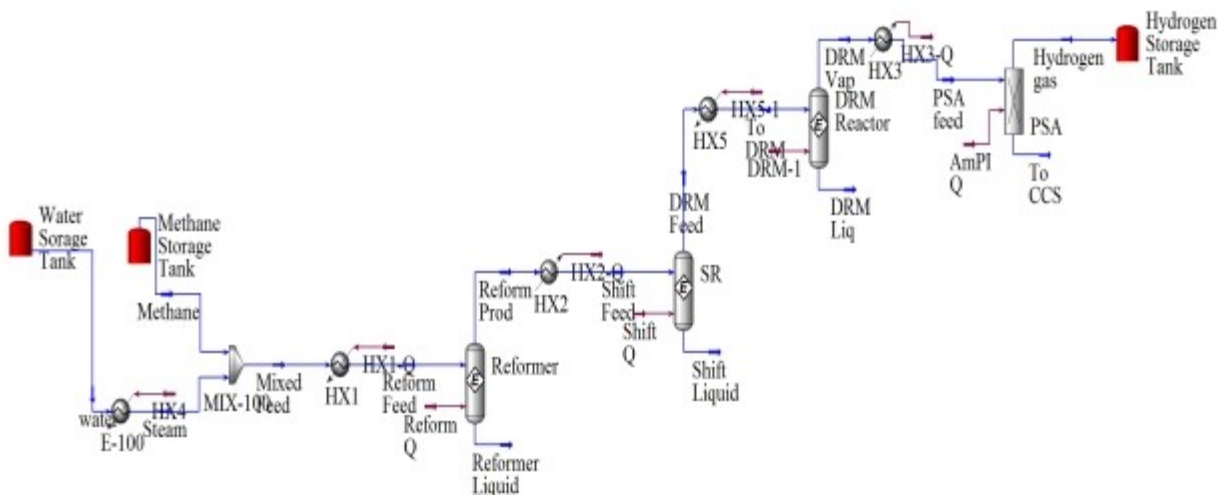 Water
Sorage
Tank
Methane
Storage
Tank
Methane
water
E-100
HX4
Steam
MIX-100
Mixed
Feed
HX1
HX1-Q
Reform
Feed
Reform
Q
Reformer
Reformer
Liquid
Reform
Prod
HX2
HX2-Q
Shift
Feed
Shift
Q
SR
Shift
Liquid
DRM
Feed
HX5
HX5-1
To
DRM
DRM-1
DRM
Vap
DRM
Reactor
DRM
Liq
HX3
HX3-Q
PSA
feed
AmPI
Q
Hydrogen
gas
PSA
To
CCS
Hydrogen
Storage
Tank